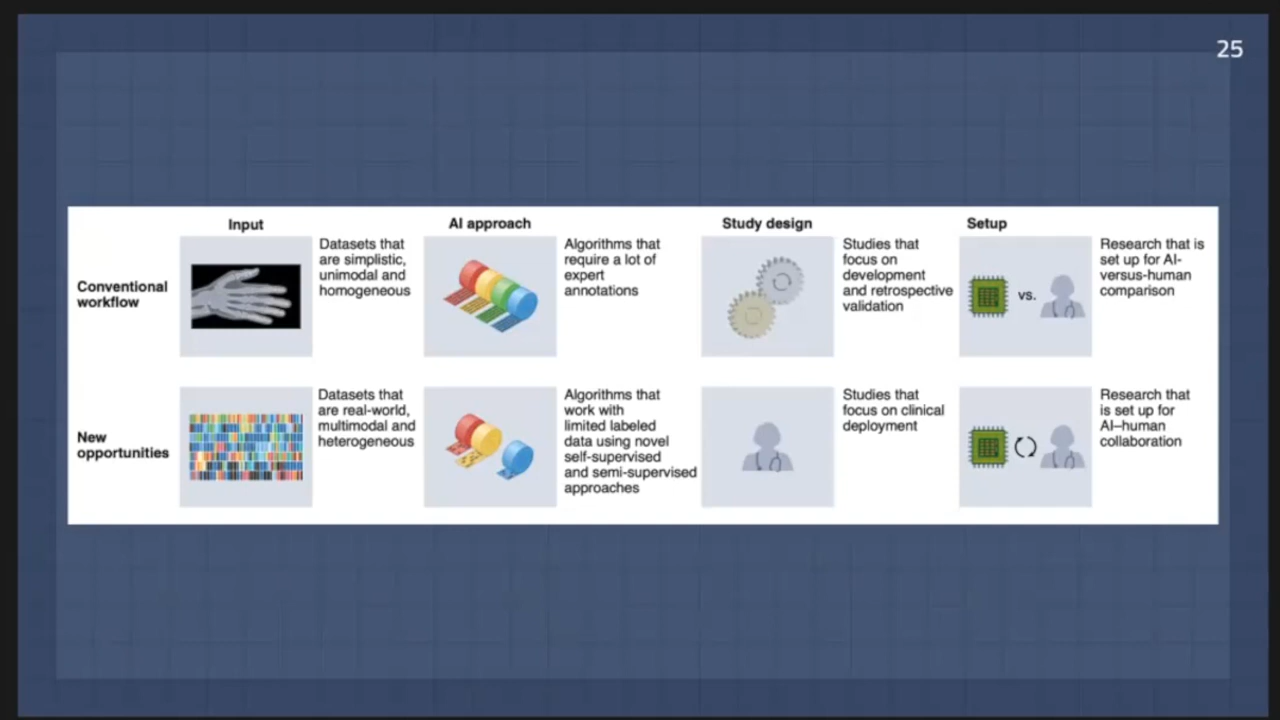 25
Input
AI approach
Study design
Setup
Conventional
workflow
Datasets that
are simplistic,
unimodal and
homogeneous
Algorithms that
require a lot of
expert
annotations
Studies that
focus on
development
and retrospective
validation
vs.
Research that is
set up for AI-
versus-human
comparison
New
opportunities
Datasets that
are real-world,
multimodal and
heterogeneous
Algorithms that
work with
limited labeled
data using novel
self-supervised
and semi-supervised
approaches
Studies that
focus on clinical
deployment
Research that
is set up for
AI–human
collaboration